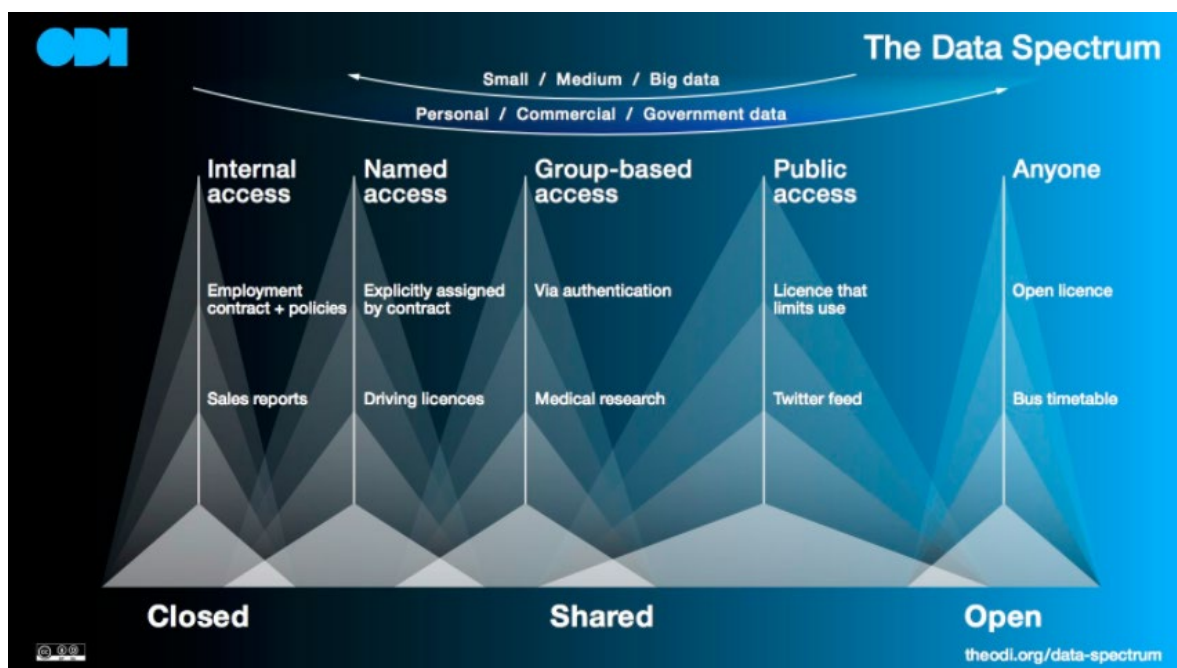 ODI
The Data Spectrum
Small / Medium / Big data
Personal / Commercial / Government data
Internal
access
Named
access
Group-based
access
Public
access
Anyone
Employment
contract + policies
Explicitly assigned
by contract
Via authentication
Licence that
limits use
Open licence
Sales reports
Driving licences
Medical research
Twitter feed
Bus timetable
Closed
Shared
Open
theodi.org/data-spectrum